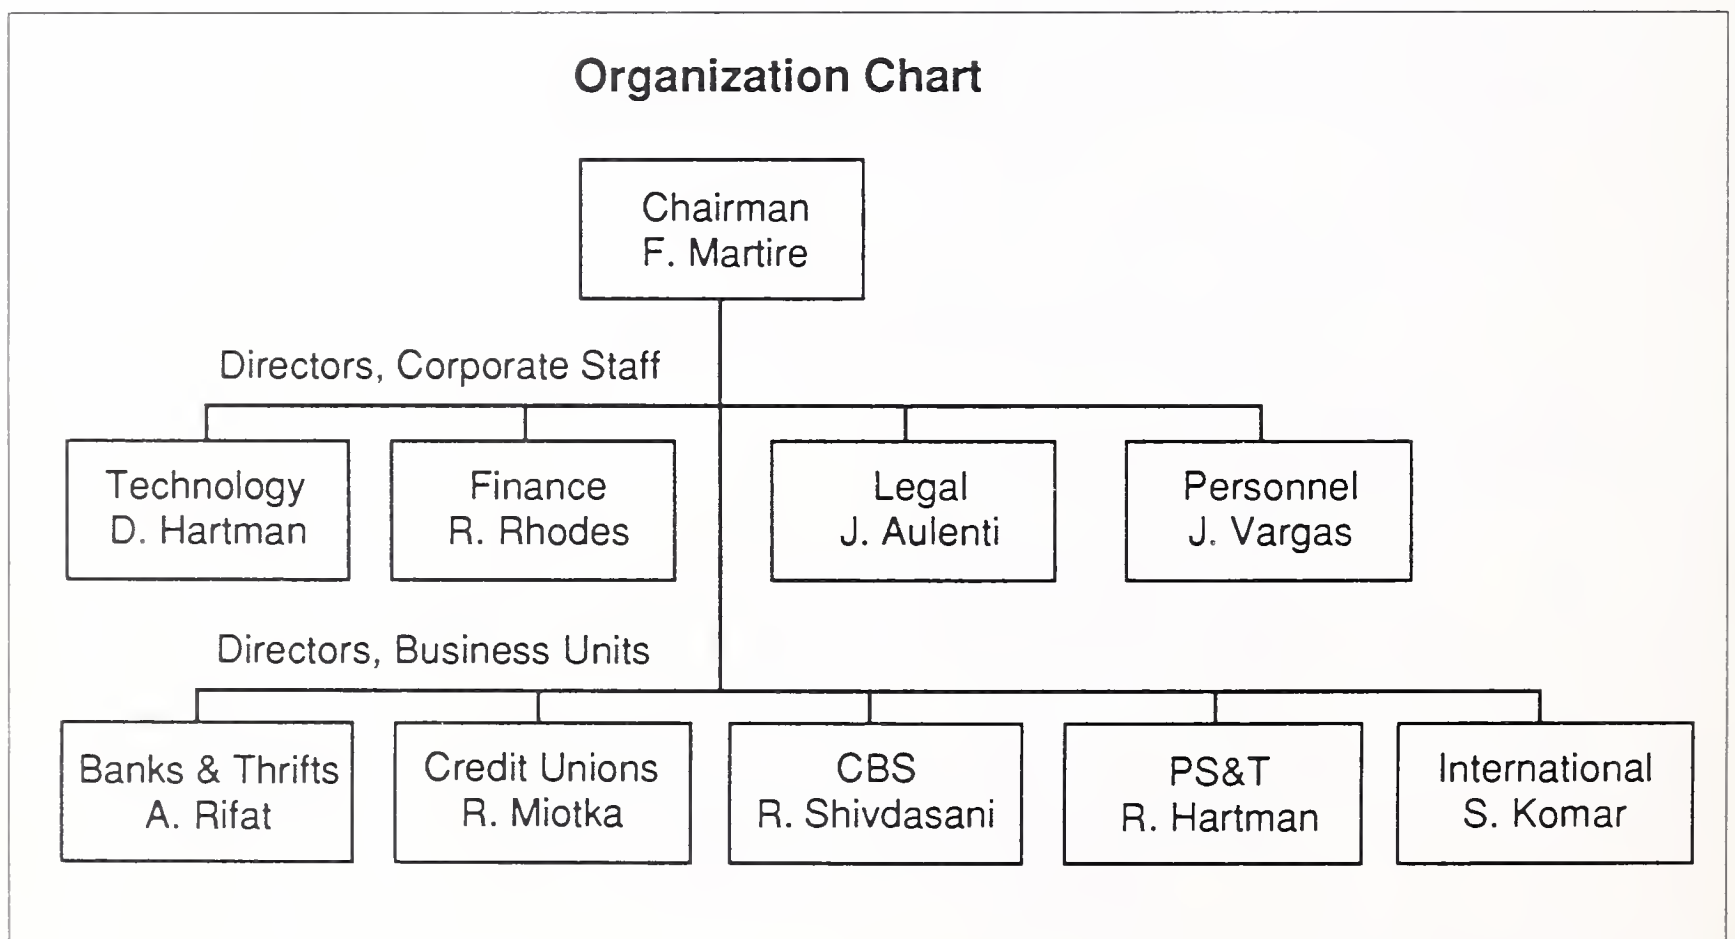 Organization Chart
Chairman
F. Martire
Directors, Corporate Staff
Technology
D. Hartman
Finance
R. Rhodes
Legal
J. Aulenti
Personnel
J. Vargas
Directors, Business Units
Banks & Thrifts
A. Rifat
Credit Unions
R. Miotka
CBS
R. Shivdasani
PS&T
R. Hartman
International
S. Komar